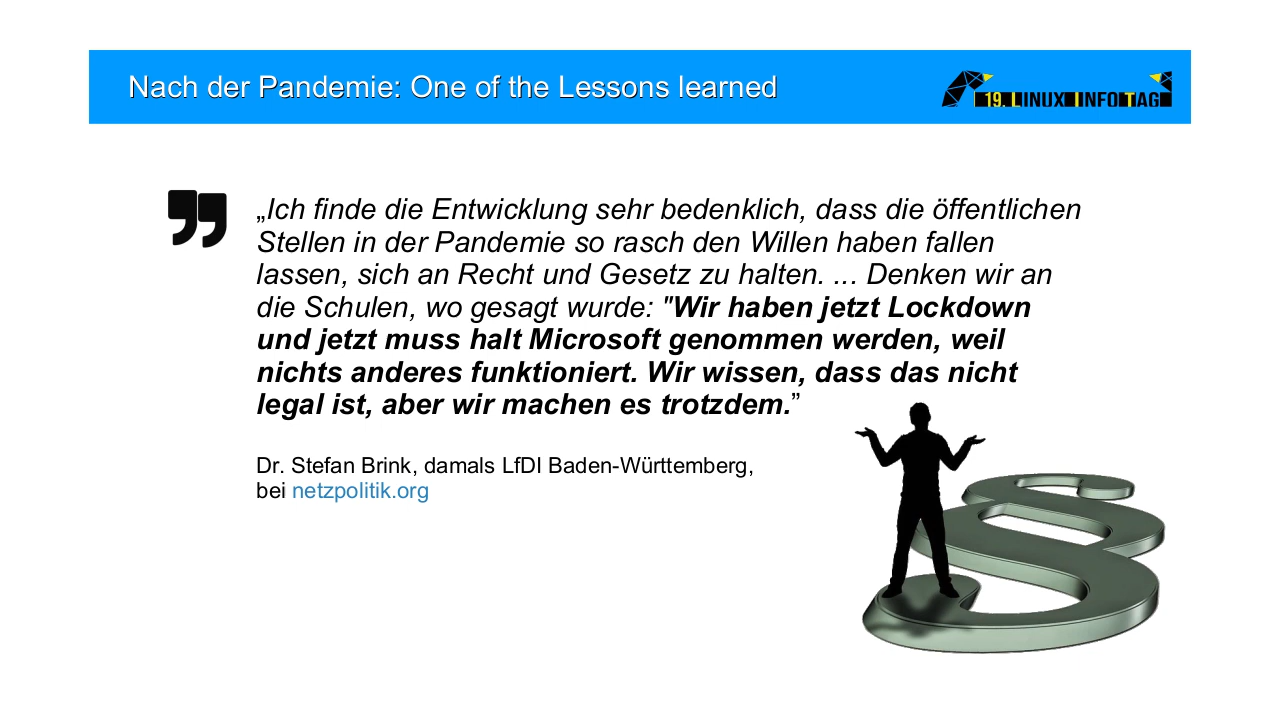 Nach der Pandemie: One of the Lessons learned
19. LINUX INFOTAG
„Ich finde die Entwicklung sehr bedenklich, dass die öffentlichen
Stellen in der Pandemie so rasch den Willen haben fallen
lassen, sich an Recht und Gesetz zu halten. ... Denken wir an
die Schulen, wo gesagt wurde: "Wir haben jetzt Lockdown
und jetzt muss halt Microsoft genommen werden, weil
nichts anderes funktioniert. Wir wissen, dass das nicht
legal ist, aber wir machen es trotzdem.”
Dr. Stefan Brink, damals LfDI Baden-Württemberg,
bei netzpolitik.org